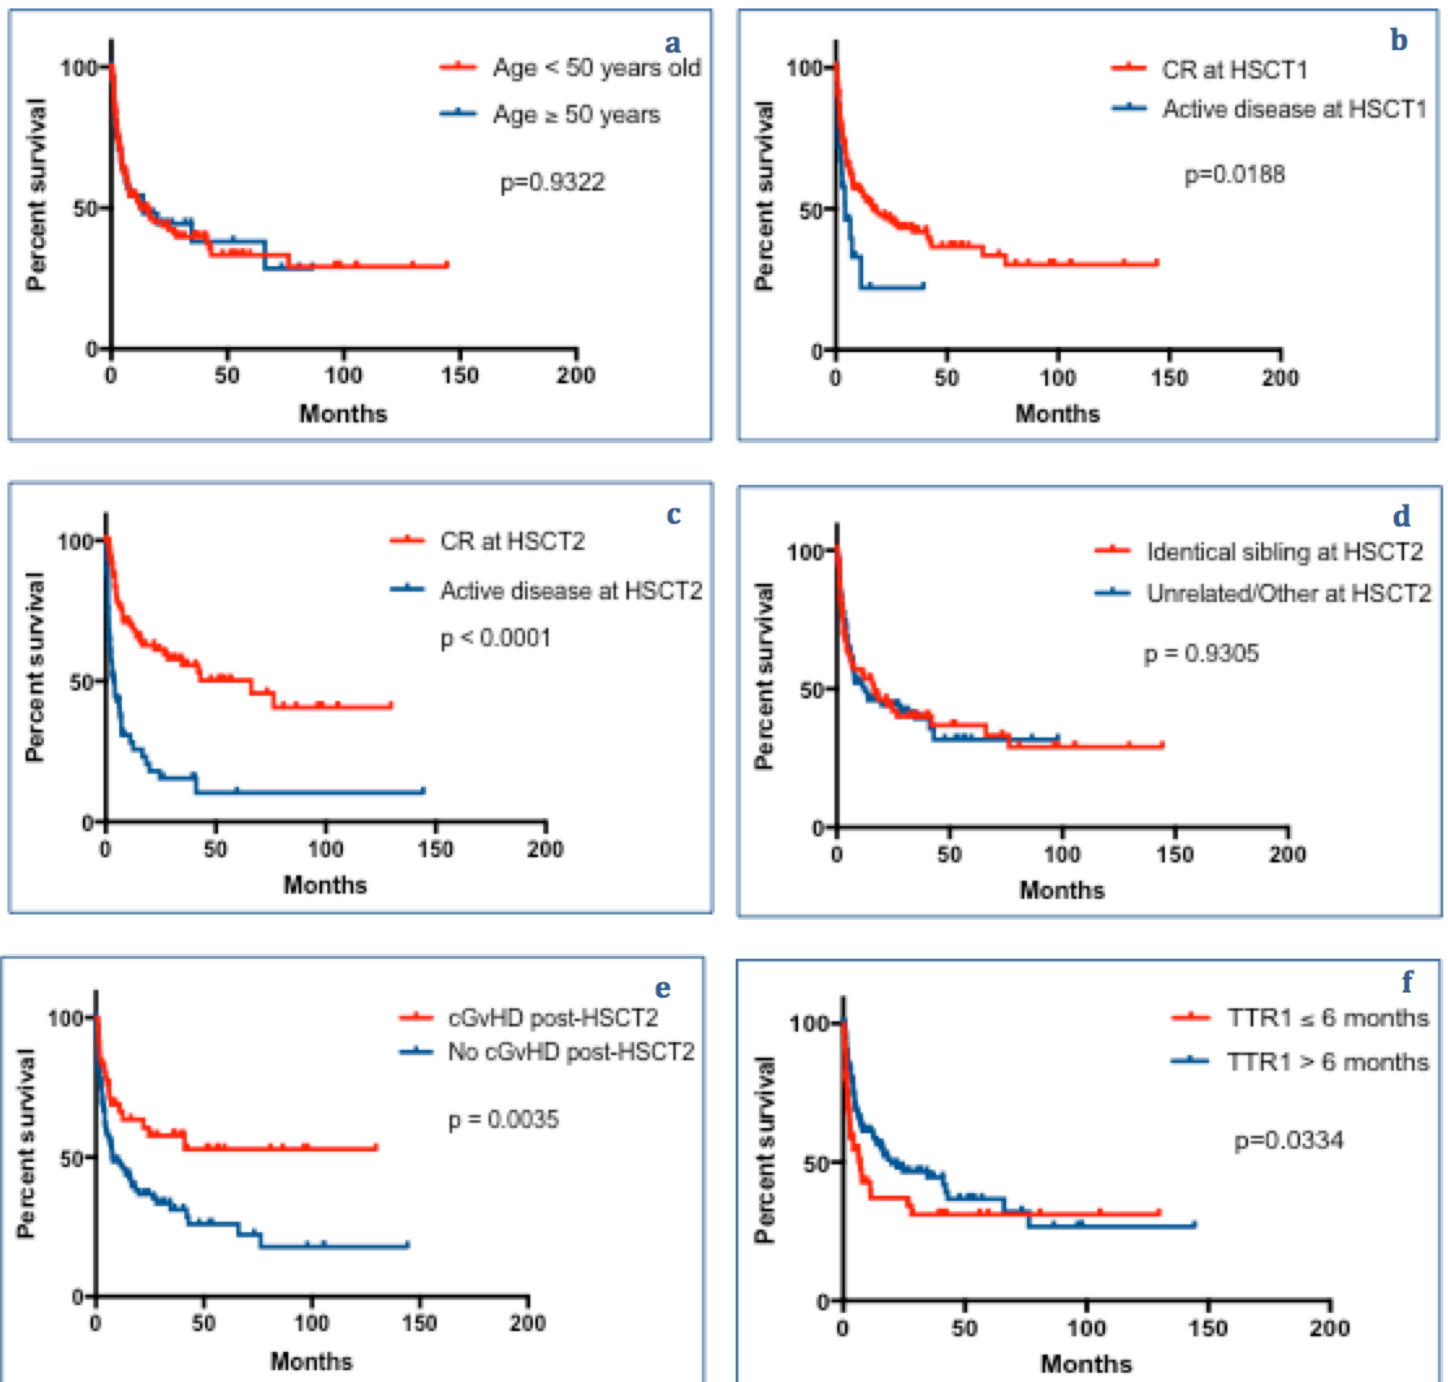 a
Age < 50 years old
Age ≥ 50 years
p=0.9322
Percent survival
100
50
0
0 50 100 150 200
Months
b
CR at HSCT1
Active disease at HSCT1
p=0.0188
Percent survival
100
50
0
0 50 100 150 200
Months
c
CR at HSCT2
Active disease at HSCT2
p < 0.0001
Percent survival
100
50
0
0 50 100 150 200
Months
d
Identical sibling at HSCT2
Unrelated/Other at HSCT2
p = 0.9305
Percent survival
100
50
0
0 50 100 150 200
Months
e
cGvHD post-HSCT2
No cGvHD post-HSCT2
p = 0.0035
Percent survival
100
50
0
0 50 100 150 200
Months
f
TTR1 ≤ 6 months
TTR1 > 6 months
p=0.0334
Percent survival
100
50
0
0 50 100 150 200
Months